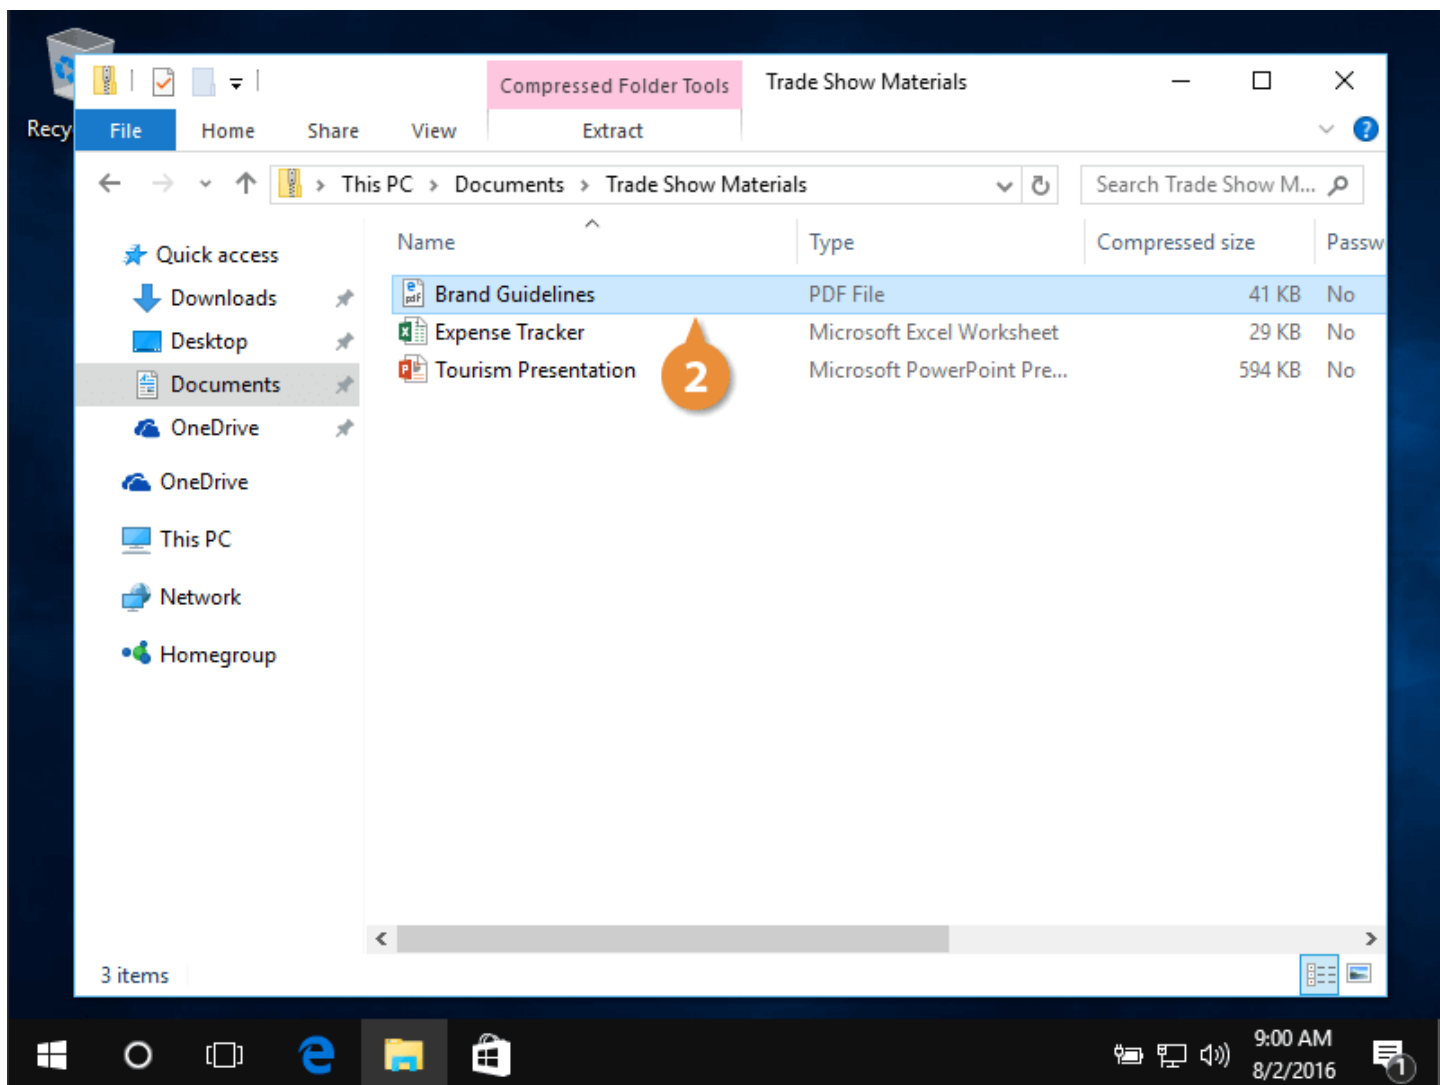 Compressed Folder Tools Trade Show Materials
Recy File Home Share View Extract ?
This PC > Documents > Trade Show Materials Search Trade Show M...
Quick access Name Type Compressed size Passw
Downloads Brand Guidelines PDF File 41 KB No
Desktop Expense Tracker Microsoft Excel Worksheet 29 KB No
Documents Tourism Presentation 2 Microsoft PowerPoint Pre... 594 KB No
OneDrive
OneDrive
This PC
Network
Homegroup
3 items
9:00 AM
8/2/2016 1